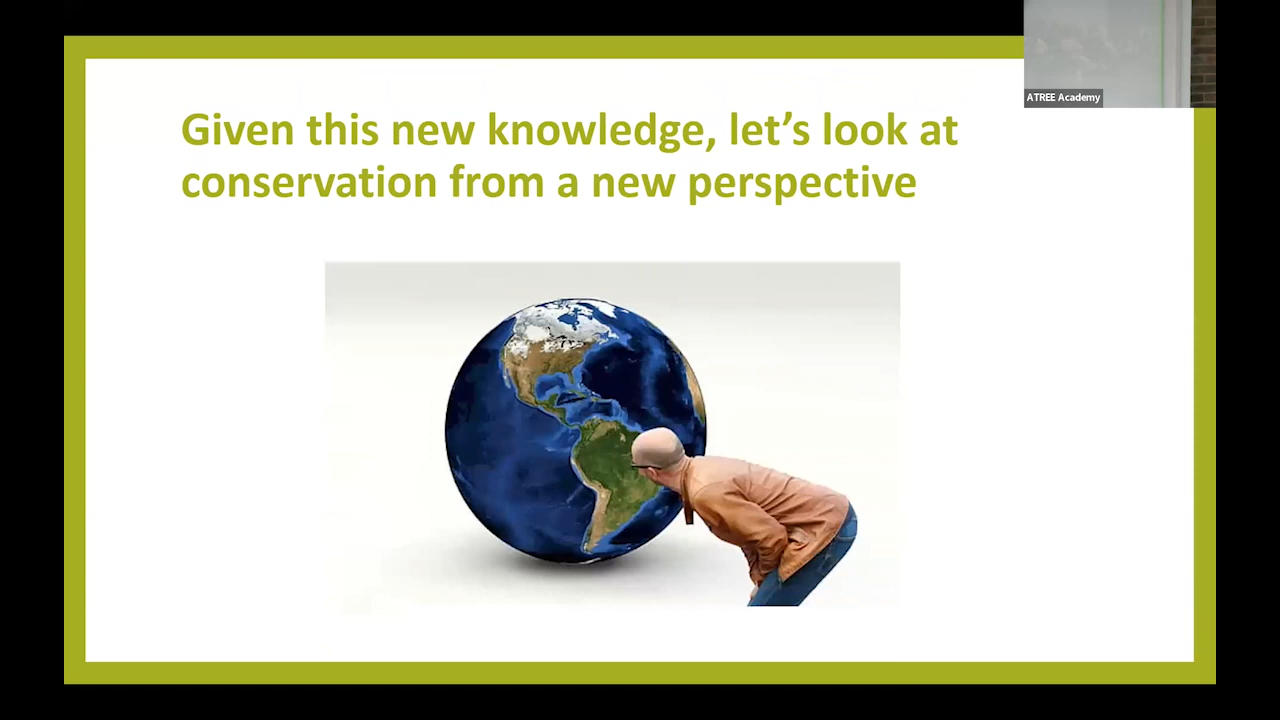 ATREE Academy
Given this new knowledge, let’s look at
conservation from a new perspective